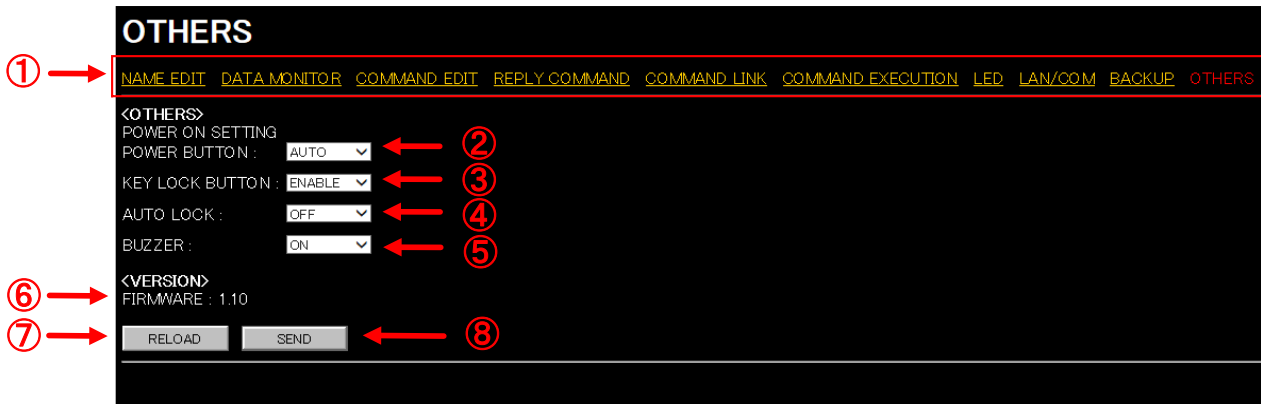 OTHERS
① NAME EDIT DATA MONITOR COMMAND EDIT REPLY COMMAND COMMAND LINK COMMAND EXECUTION LED LAN/COM BACKUP OTHERS
<OTHERS>
POWER ON SETTING
POWER BUTTON : AUTO ②
KEY LOCK BUTTON : ENABLE ③
AUTO LOCK : OFF ④
BUZZER : ON ⑤
<VERSION>
⑥ FIRMWARE : 1.10
⑦ RELOAD SEND ⑧